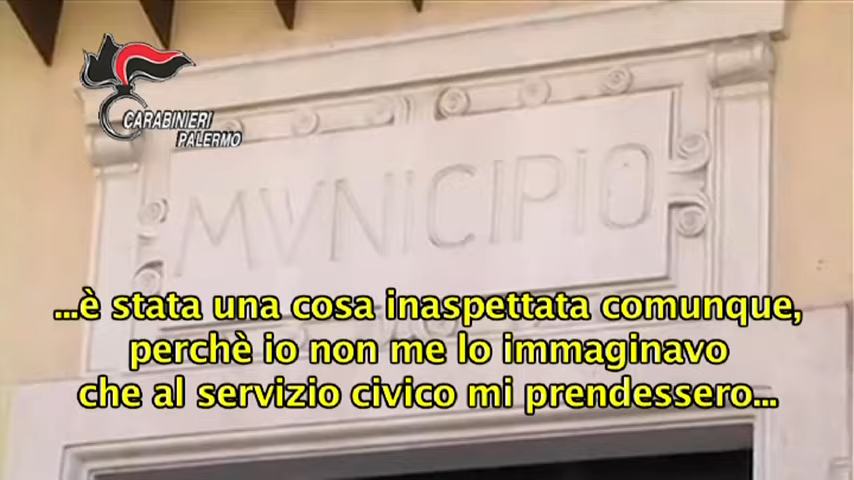 CARABINIERI
PALERMO
MVNICIPIO
...è stata una cosa inaspettata comunque,
perchè io non me lo immaginavo
che al servizio civico mi prendessero...